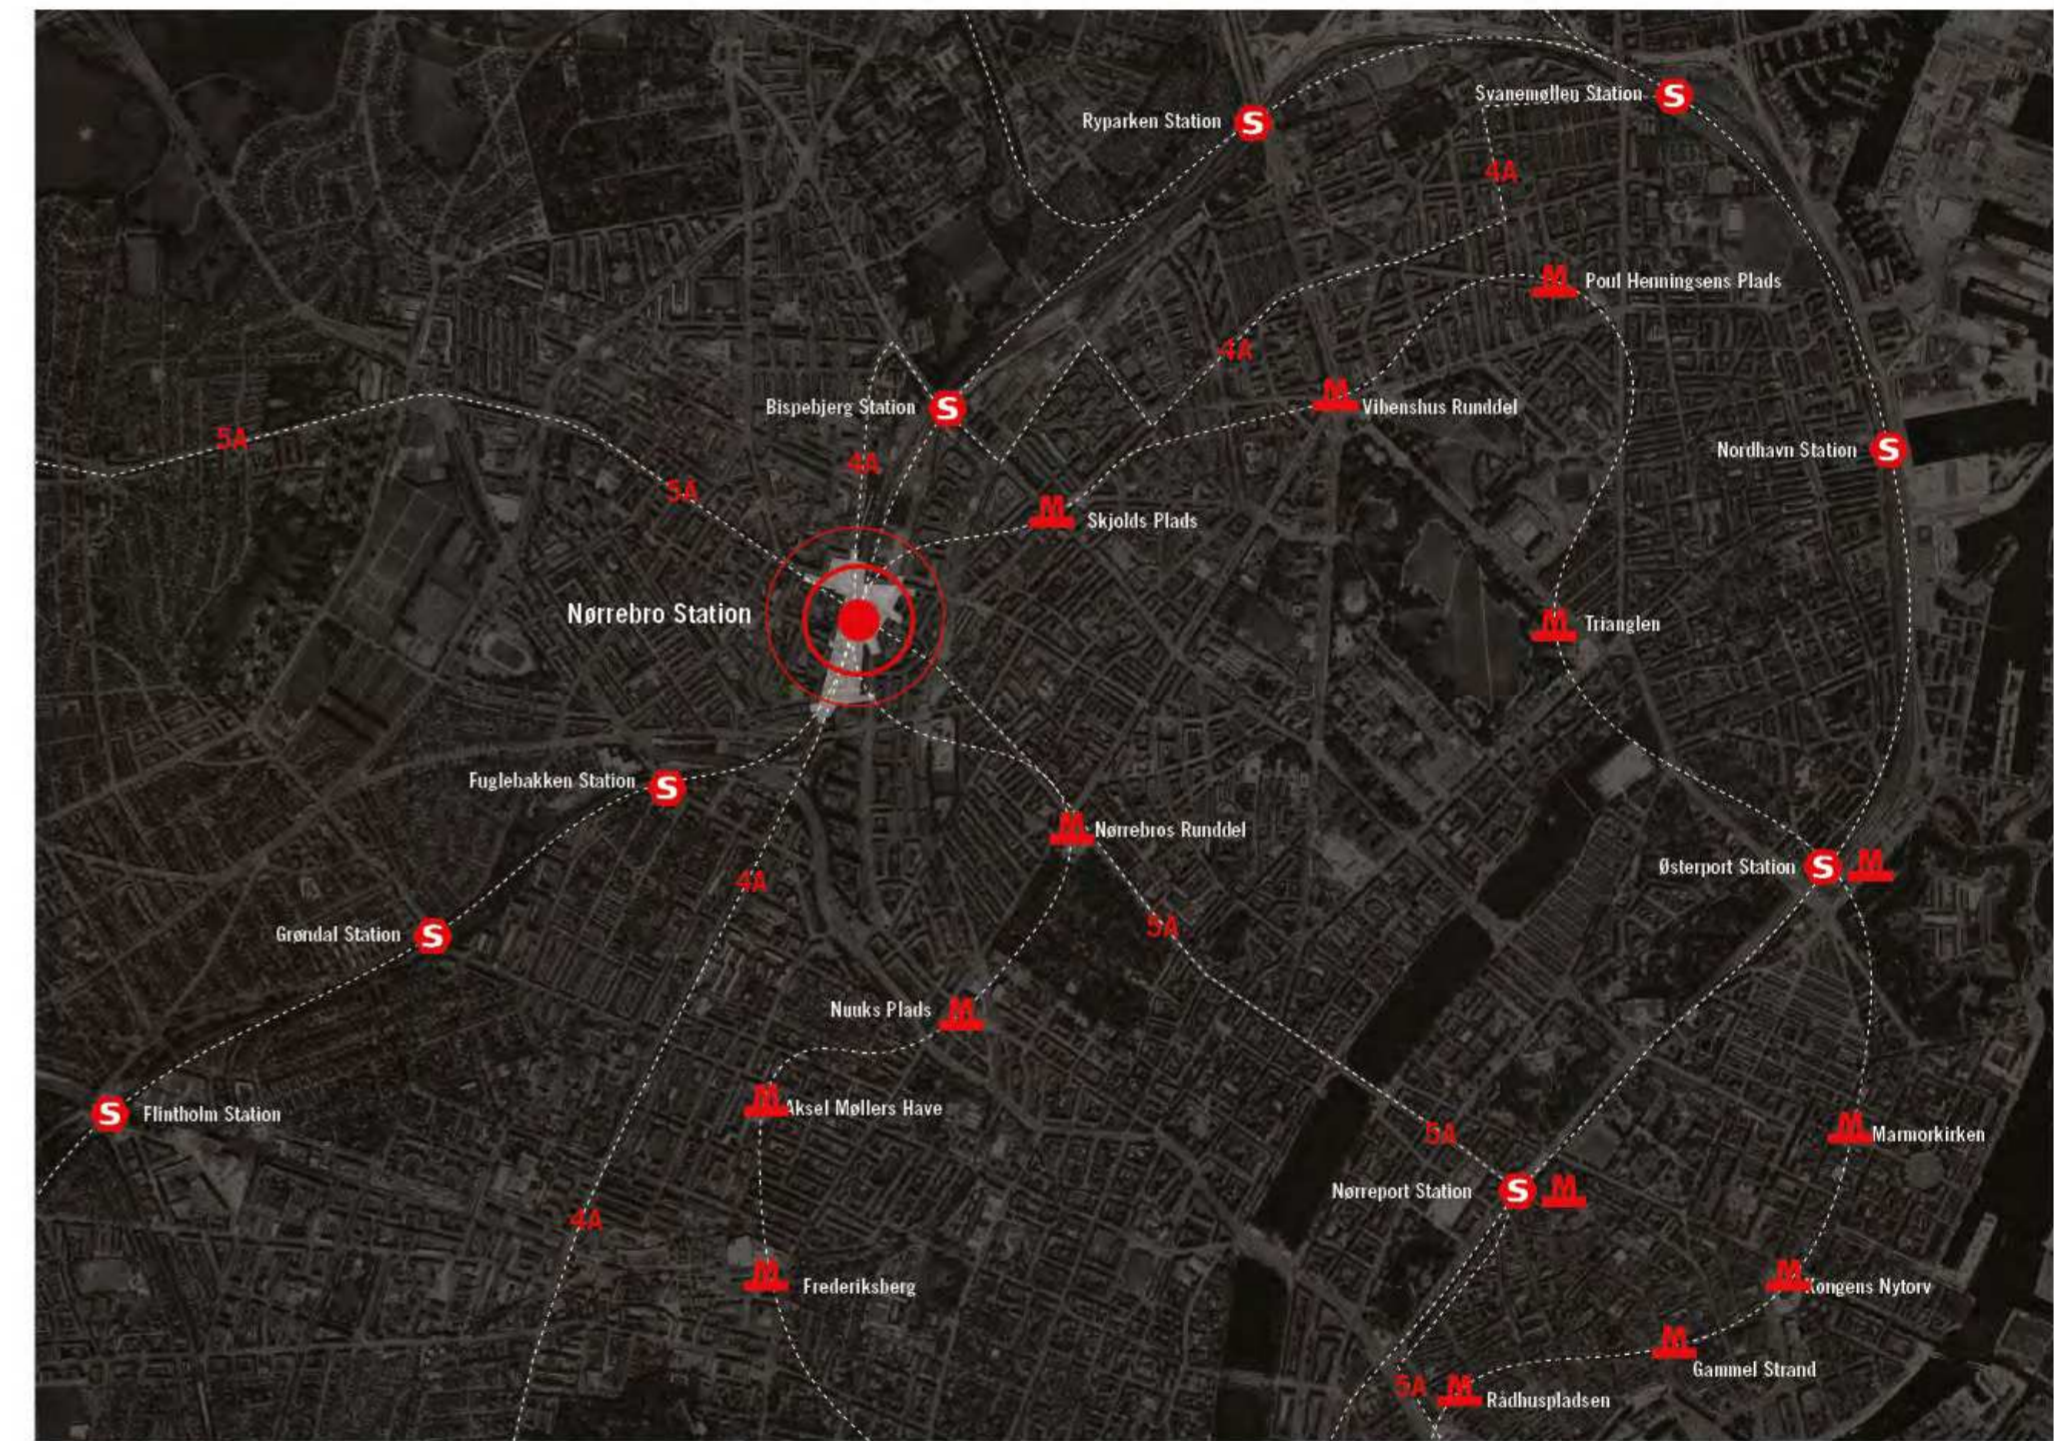 Svanemøllen Station
S
Ryparken Station
S
4A
M
Poul Henningsens Plads
4A
M
Vibenshus Runddel
Bispebjerg Station
S
5A
4A
Nordhavn Station
S
5A
M
Skjolds Plads
Nørrebro Station
M
Trianglen
Fuglebakken Station
S
M
Nørrebros Runddel
Østerport Station
S
M
4A
5A
Grøndal Station
S
Nuuks Plads
M
M
Aksel Møllers Have
S
Flintholm Station
5A
M
Marmorkirken
Nørreport Station
S
M
4A
M
Frederiksberg
M
Kongens Nytorv
M
Gammel Strand
5A
M
Rådhuspladsen